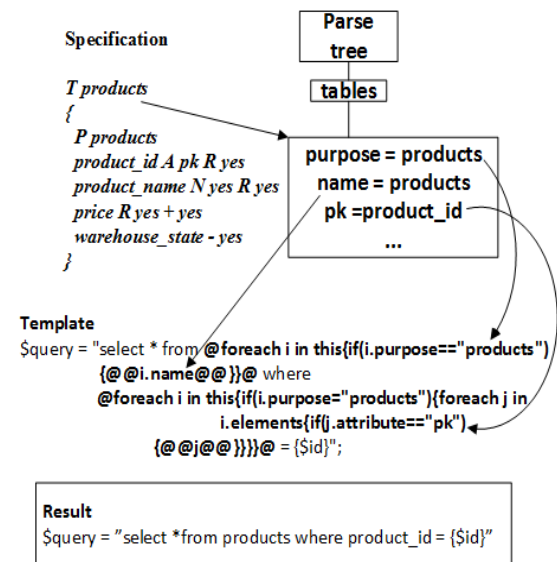 Specification
T products
{
P products
product_id A pk R yes
product_name N yes R yes
price R yes + yes
warehouse_state - yes
}
Parse
tree
tables
purpose = products
name = products
pk =product_id
...
Template
$query = "select * from @foreach i in this{if(i.purpose=="products")
{@@i.name@@}}@ where
@foreach i in this{if(i.purpose="products"){foreach j in
i.elements{if(j.attribute=="pk")
{@@j@@}}}}@ = {$id}";
Result
$query = ”select *from products where product_id = {$id}”